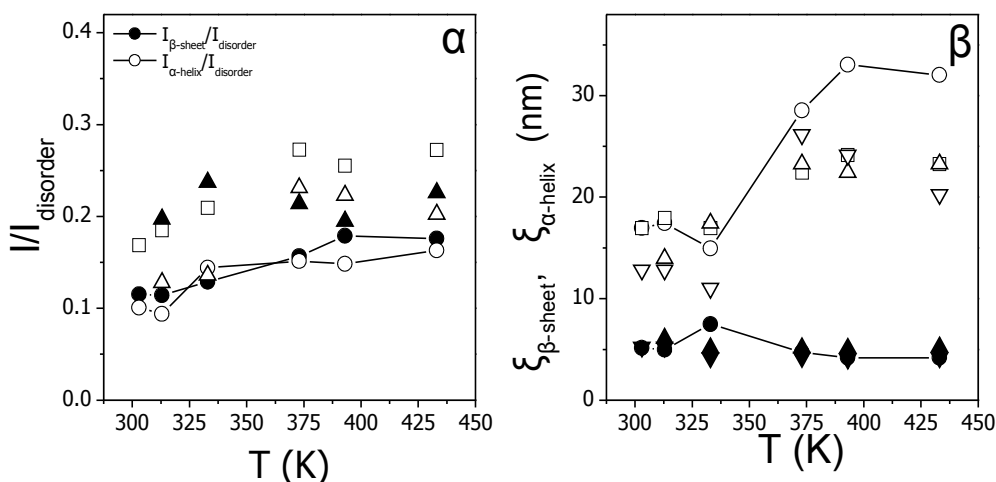 α
I_β-sheet/I_disorder
I_α-helix/I_disorder
I/I_disorder
0.4
0.3
0.2
0.1
0.0
300 325 350 375 400 425 450
T (K)
β
ξ_β-sheet, ξ_α-helix (nm)
30
20
10
0
300 325 350 375 400 425 450
T (K)